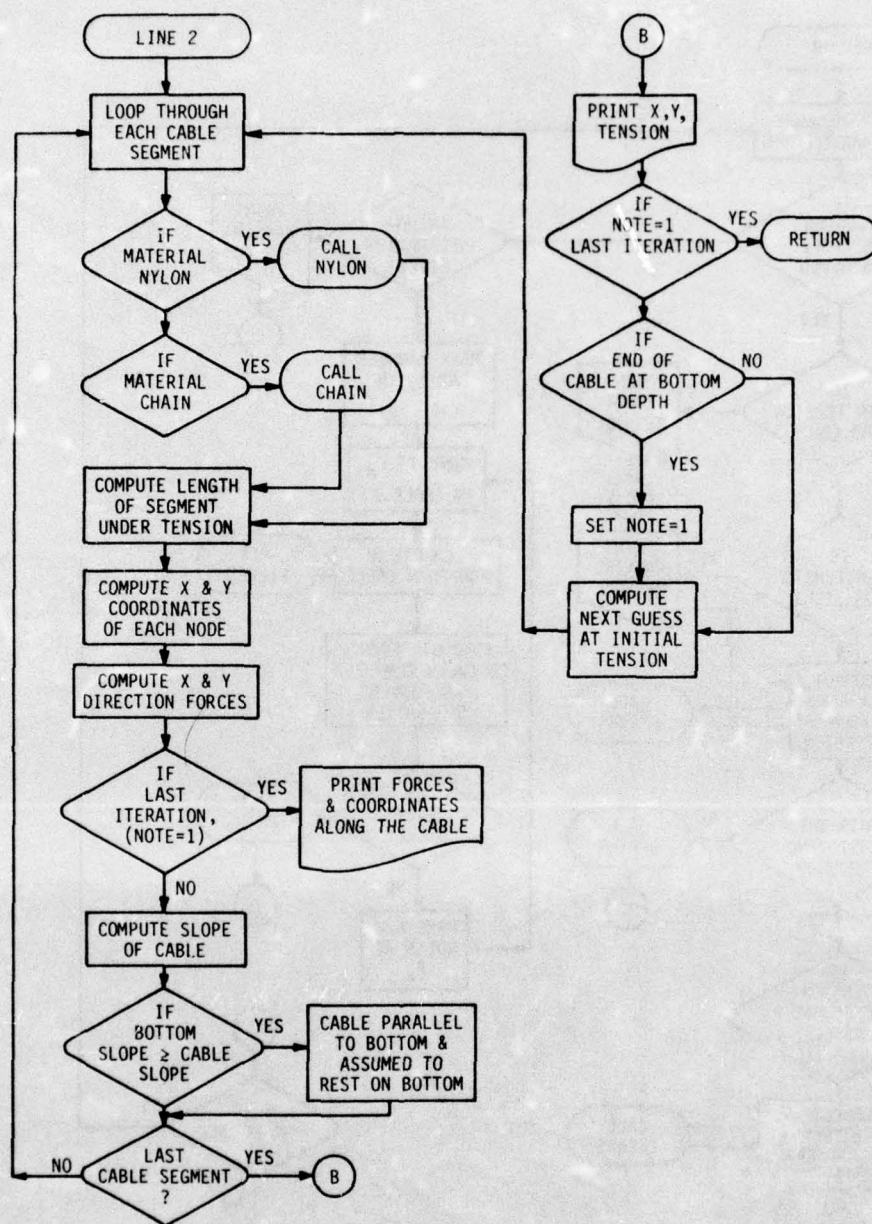 LINE 2
LOOP THROUGH
EACH CABLE
SEGMENT
IF
MATERIAL
NYLON
YES
CALL
NYLON
IF
MATERIAL
CHAIN
YES
CALL
CHAIN
COMPUTE LENGTH
OF SEGMENT
UNDER TENSION
COMPUTE X & Y
COORDINATES
OF EACH NODE
COMPUTE X & Y
DIRECTION FORCES
IF
LAST
ITERATION,
(NOTE=1)
YES
PRINT FORCES
& COORDINATES
ALONG THE CABLE
NO
COMPUTE SLOPE
OF CABLE
IF
BOTTOM
SLOPE ≥ CABLE
SLOPE
YES
CABLE PARALLEL
TO BOTTOM &
ASSUMED TO
REST ON BOTTOM
LAST
CABLE SEGMENT
?
NO
YES
B
B
PRINT X,Y,
TENSION
IF
NOTE=1
LAST ITERATION
YES
RETURN
IF
END OF
CABLE AT BOTTOM
DEPTH
NO
YES
SET NOTE=1
COMPUTE
NEXT GUESS
AT INITIAL
TENSION